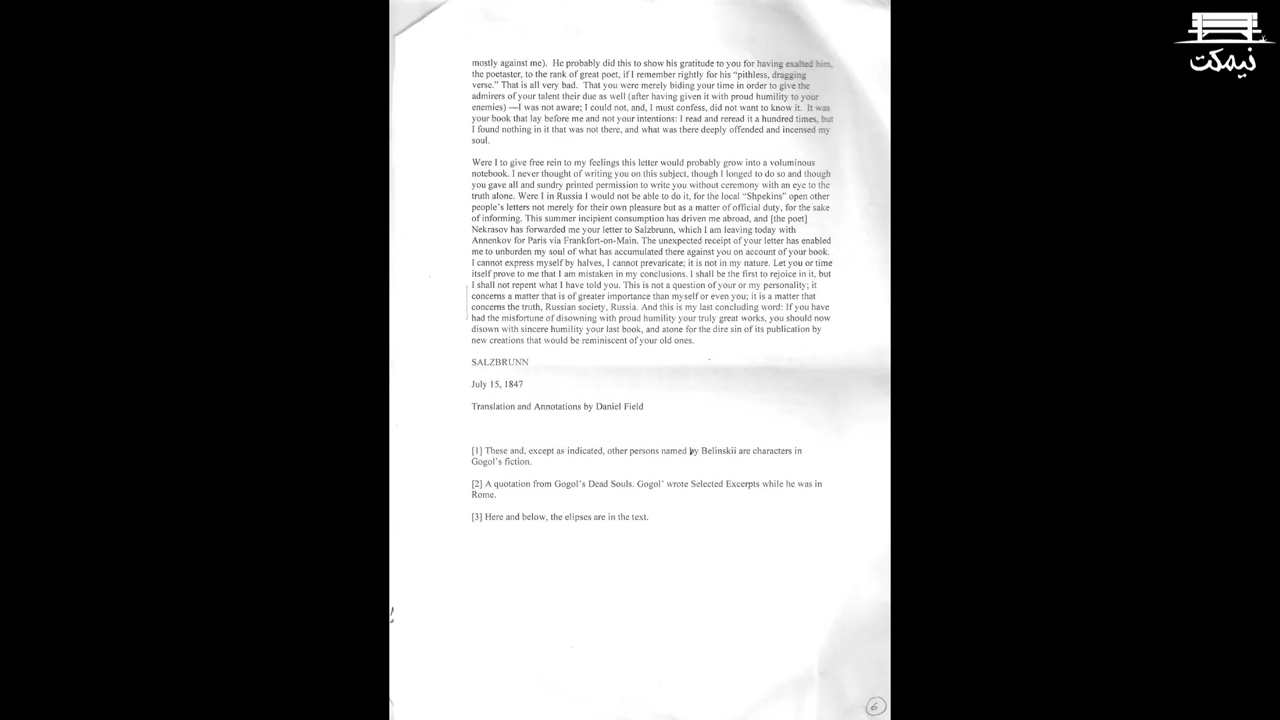 نیمکت
mostly against me). He probably did this to show his gratitude to you for having exalted him,
the poetaster, to the rank of great poet, if I remember rightly for his “pithless, dragging
verse.” That is all very bad. That you were merely biding your time in order to give the
admirers of your talent their due as well (after having given it with proud humility to your
enemies) —I was not aware; I could not, and, I must confess, did not want to know it. It was
your book that lay before me and not your intentions: I read and reread it a hundred times, but
I found nothing in it that was not there, and what was there deeply offended and incensed my
soul.
Were I to give free rein to my feelings this letter would probably grow into a voluminous
notebook. I never thought of writing you on this subject, though I longed to do so and though
you gave all and sundry printed permission to write you without ceremony with an eye to the
truth alone. Were I in Russia I would not be able to do it, for the local “Shpekins” open other
people’s letters not merely for their own pleasure but as a matter of official duty, for the sake
of informing. This summer incipient consumption has driven me abroad, and [the poet]
Nekrasov has forwarded me your letter to Salzbrunn, which I am leaving today with
Annenkov for Paris via Frankfort-on-Main. The unexpected receipt of your letter has enabled
me to unburden my soul of what has accumulated there against you on account of your book.
I cannot express myself by halves, I cannot prevaricate; it is not in my nature. Let you or time
itself prove to me that I am mistaken in my conclusions. I shall be the first to rejoice in it, but
I shall not repent what I have told you. This is not a question of your or my personality; it
concerns a matter that is of greater importance than myself or even you; it is a matter that
concerns the truth, Russian society, Russia. And this is my last concluding word: If you have
had the misfortune of disowning with proud humility your truly great works, you should now
disown with sincere humility your last book, and atone for the dire sin of its publication by
new creations that would be reminiscent of your old ones.
SALZBRUNN
July 15, 1847
Translation and Annotations by Daniel Field
[1] These and, except as indicated, other persons named by Belinskii are characters in
Gogol’s fiction.
[2] A quotation from Gogol’s Dead Souls. Gogol’ wrote Selected Excerpts while he was in
Rome.
[3] Here and below, the elipses are in the text.
6